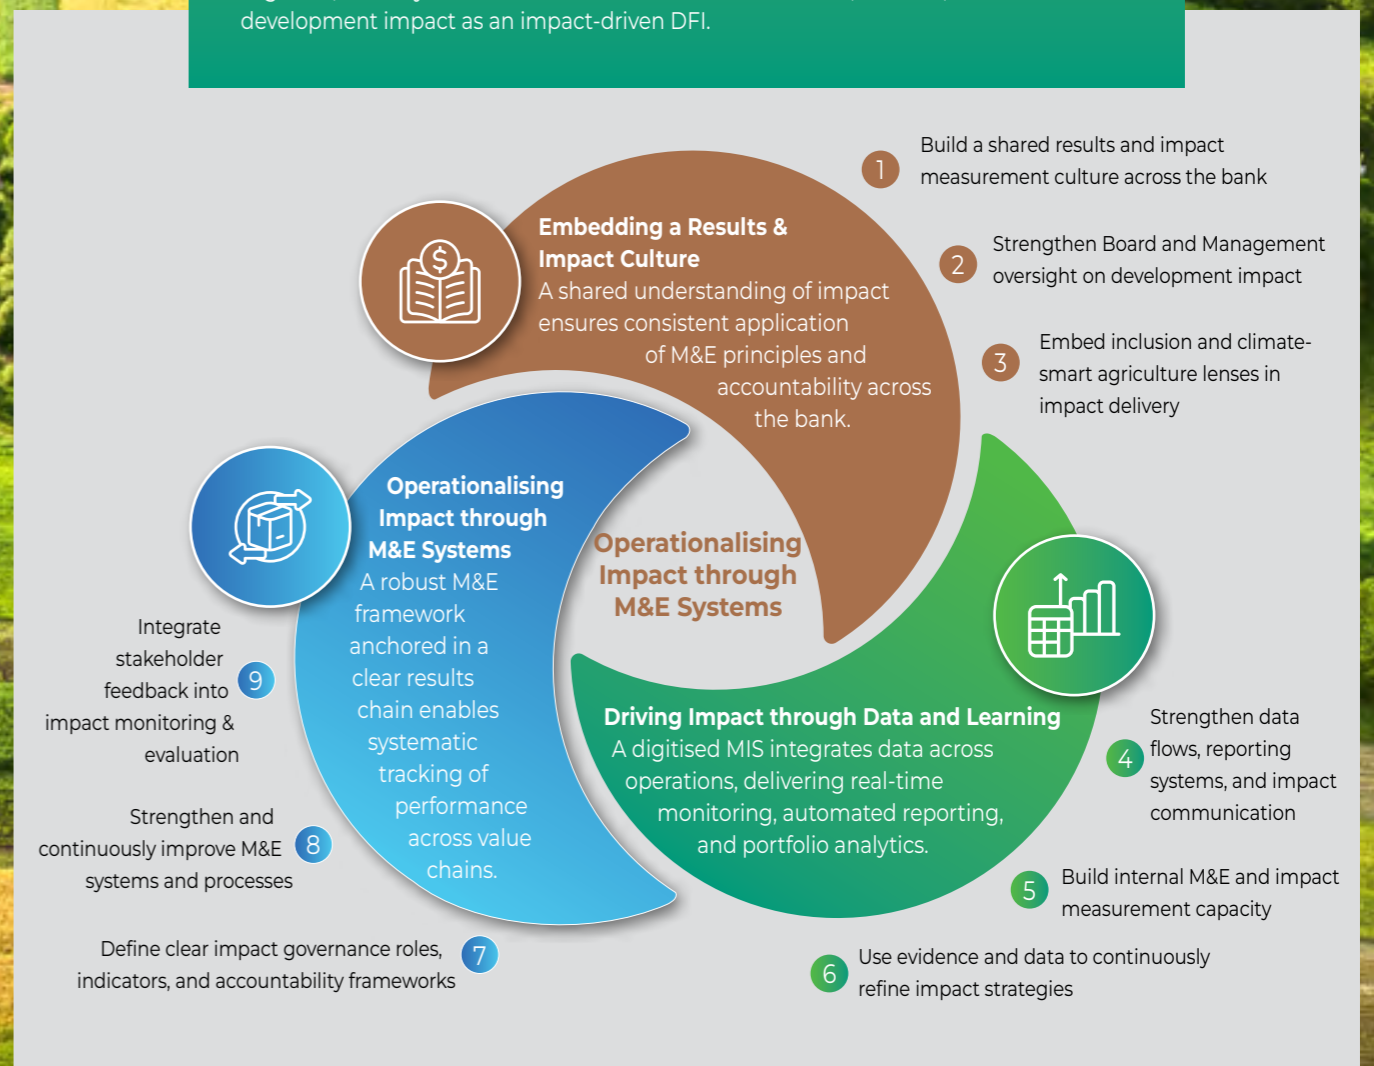 development impact as an impact-driven DFI.
Embedding a Results &
Impact Culture
A shared understanding of impact
ensures consistent application
of M&E principles and
accountability across
the bank.
1
Build a shared results and impact
measurement culture across the bank
2
Strengthen Board and Management
oversight on development impact
3
Embed inclusion and climate-
smart agriculture lenses in
impact delivery
Operationalising
Impact through
M&E Systems
Driving Impact through Data and Learning
A digitised MIS integrates data across
operations, delivering real-time
monitoring, automated reporting,
and portfolio analytics.
4
Strengthen data
flows, reporting
systems, and impact
communication
5
Build internal M&E and impact
measurement capacity
6
Use evidence and data to continuously
refine impact strategies
Operationalising
Impact through
M&E Systems
A robust M&E
framework
anchored in a
clear results
chain enables
systematic
tracking of
performance
across value
chains.
7
Define clear impact governance roles,
indicators, and accountability frameworks
8
Strengthen and
continuously improve M&E
systems and processes
9
Integrate
stakeholder
feedback into
impact monitoring &
evaluation
$